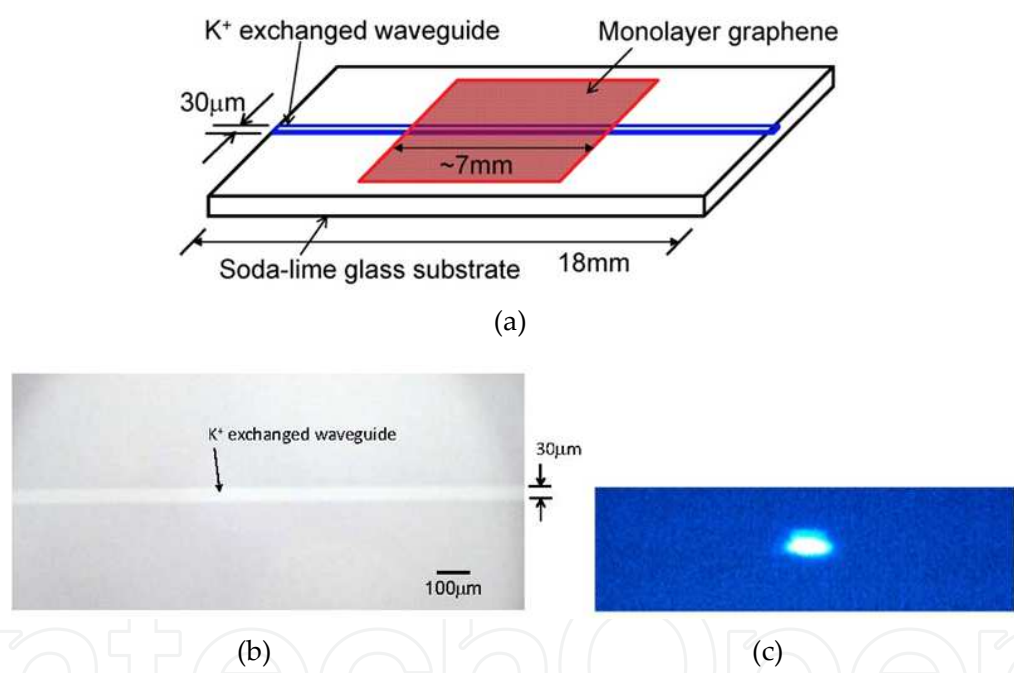 K⁺ exchanged waveguide
Monolayer graphene
30μm
~7mm
18mm
Soda-lime glass substrate
(a)
K⁺ exchanged waveguide
30μm
100μm
(b)
(c)